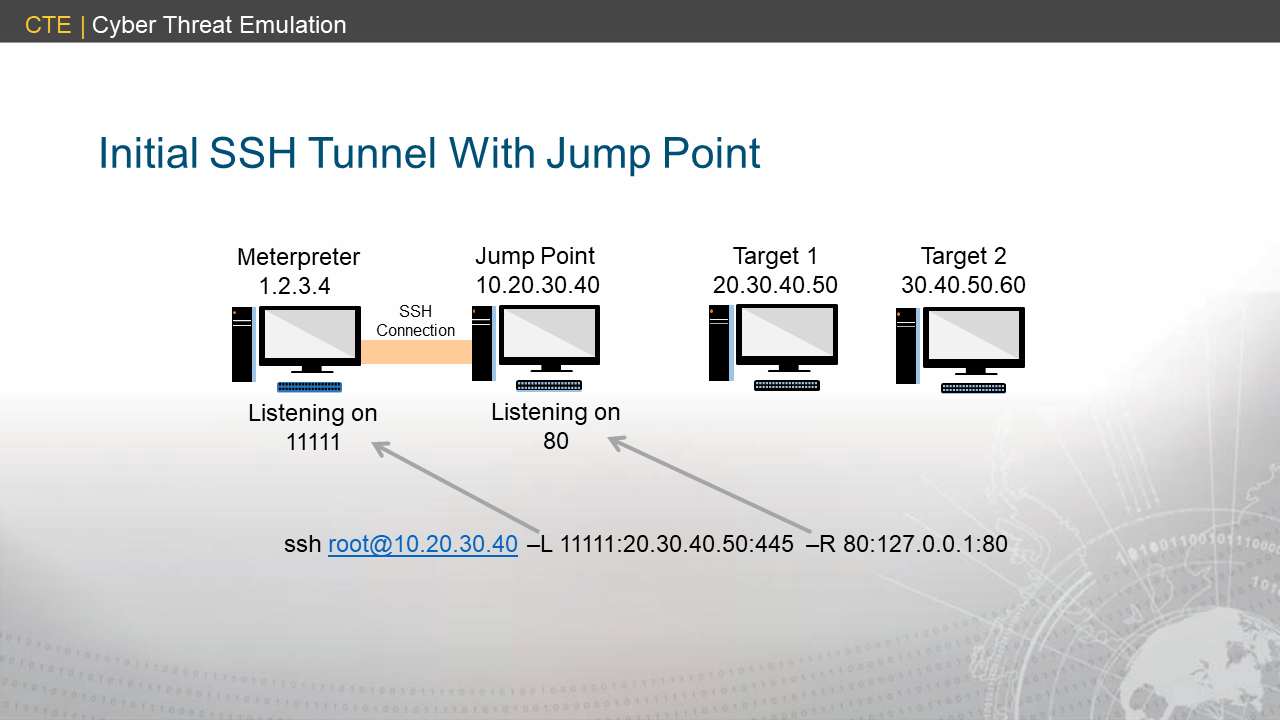 CTE | Cyber Threat Emulation
Initial SSH Tunnel With Jump Point
Meterpreter
1.2.3.4
Jump Point
10.20.30.40
Target 1
20.30.40.50
Target 2
30.40.50.60
SSH
Connection
Listening on
11111
Listening on
80
ssh root@10.20.30.40 –L 11111:20.30.40.50:445 –R 80:127.0.0.1:80